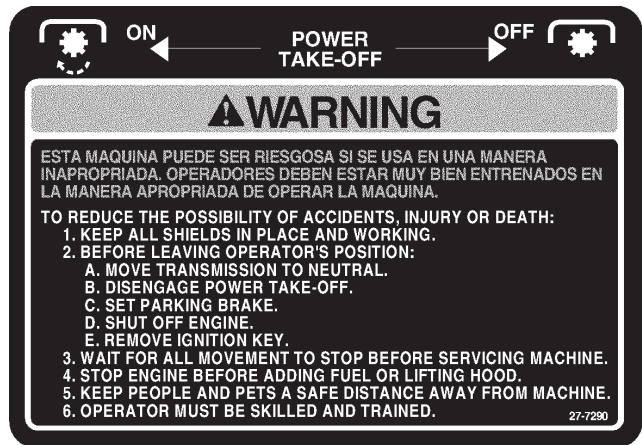 ON POWER OFF
TAKE-OFF
WARNING
ESTA MAQUINA PUEDE SER RIESGOSA SI SE USA EN UNA MANERA
INAPROPRIADA. OPERADORES DEBEN ESTAR MUY BIEN ENTRENADOS EN
LA MANERA APROPRIADA DE OPERAR LA MAQUINA.
TO REDUCE THE POSSIBILITY OF ACCIDENTS, INJURY OR DEATH:
1. KEEP ALL SHIELDS IN PLACE AND WORKING.
2. BEFORE LEAVING OPERATOR'S POSITION:
A. MOVE TRANSMISSION TO NEUTRAL.
B. DISENGAGE POWER TAKE-OFF.
C. SET PARKING BRAKE.
D. SHUT OFF ENGINE.
E. REMOVE IGNITION KEY.
3. WAIT FOR ALL MOVEMENT TO STOP BEFORE SERVICING MACHINE.
4. STOP ENGINE BEFORE ADDING FUEL OR LIFTING HOOD.
5. KEEP PEOPLE AND PETS A SAFE DISTANCE AWAY FROM MACHINE.
6. OPERATOR MUST BE SKILLED AND TRAINED. 27-7290